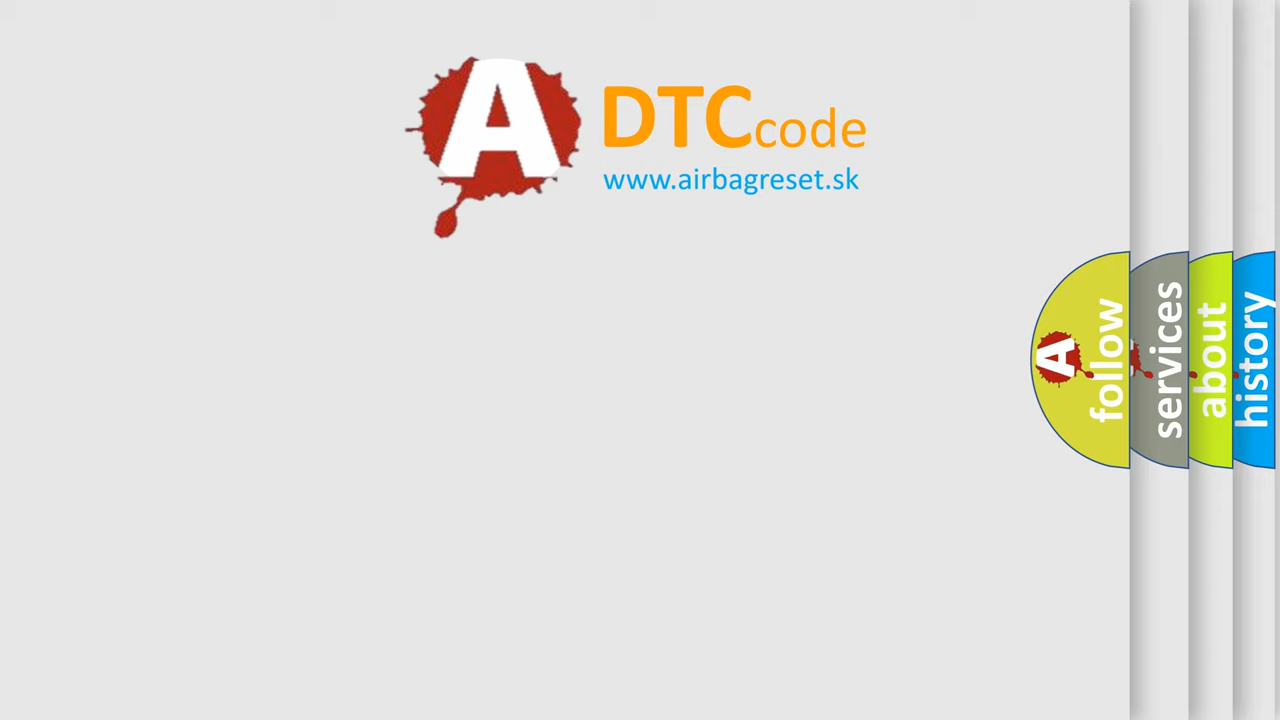 A
DTCcode
www.airbagreset.sk
A
follow
services
about
history